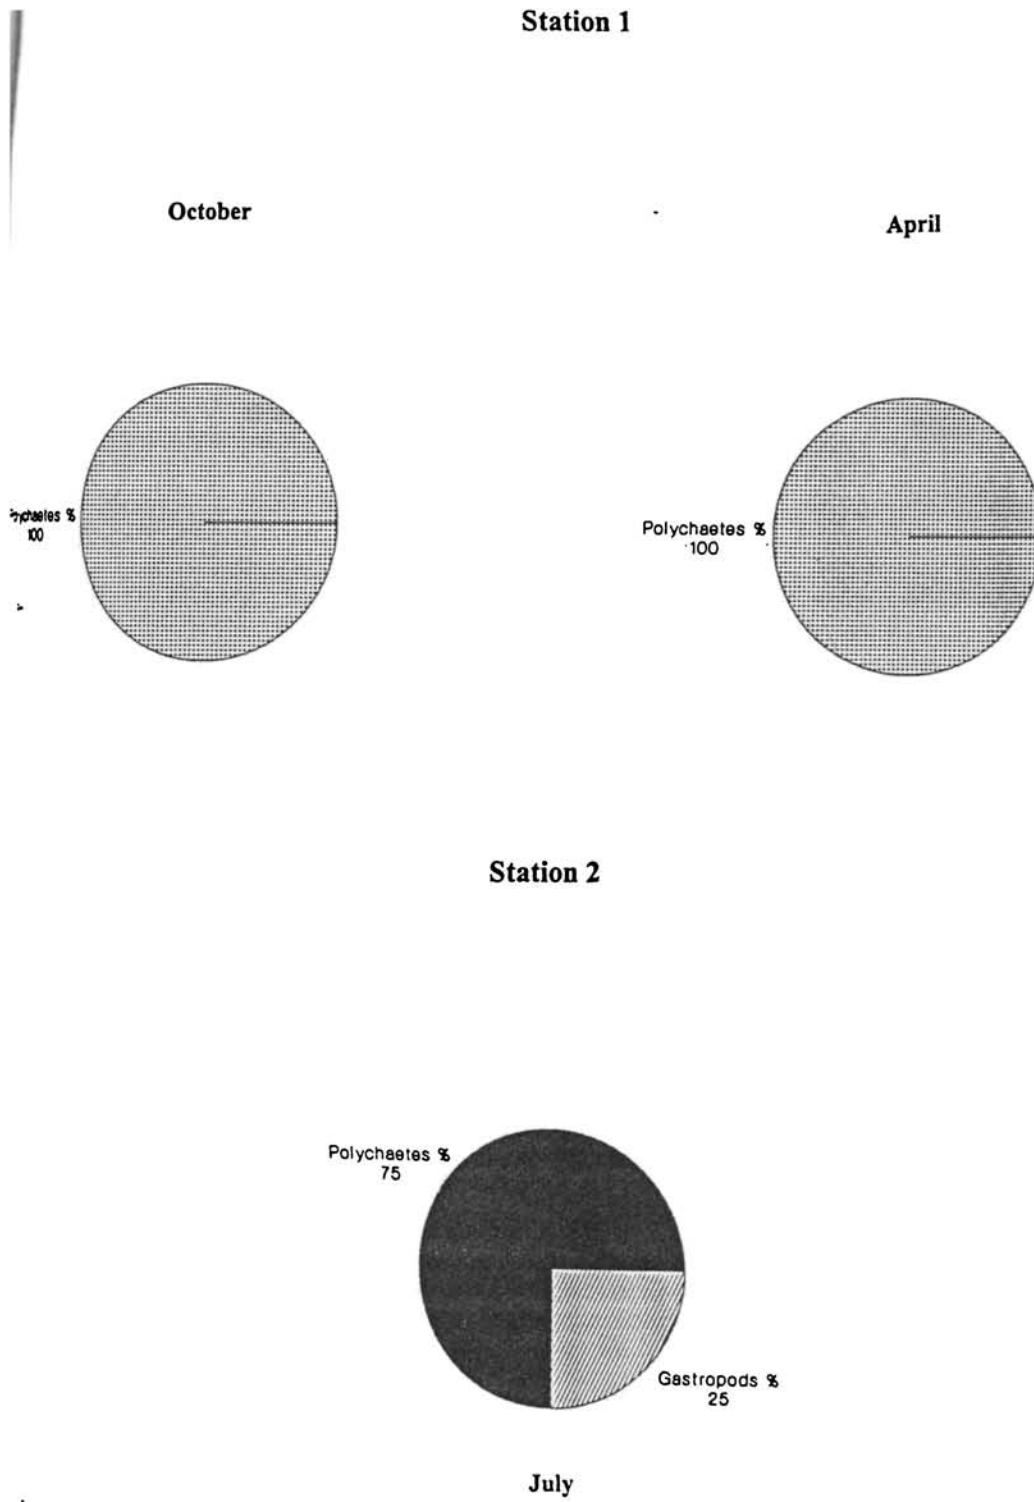 Station 1
October
April
%
100
Polychaetes %
100
Station 2
Polychaetes %
75
Gastropods %
25
July